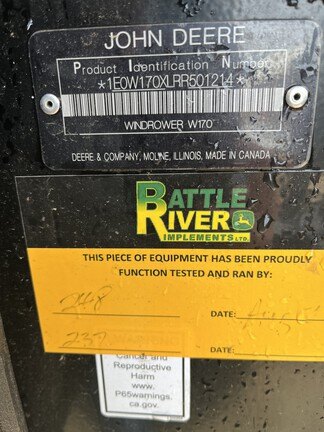 JOHN DEERE
Product Identification Number
*1E0W170XLRR501214*
WINDROWER W170
DEERE & COMPANY, MOLINE, ILLINOIS, MADE IN CANADA
BATTLE
RIVER
IMPLEMENTS LTD.
THIS PIECE OF EQUIPMENT HAS BEEN PROUDLY
FUNCTION TESTED AND RAN BY:
248 DATE:
237 DATE:
Cancer and
Reproductive
Harm
www.
P65warnings.
ca.gov.